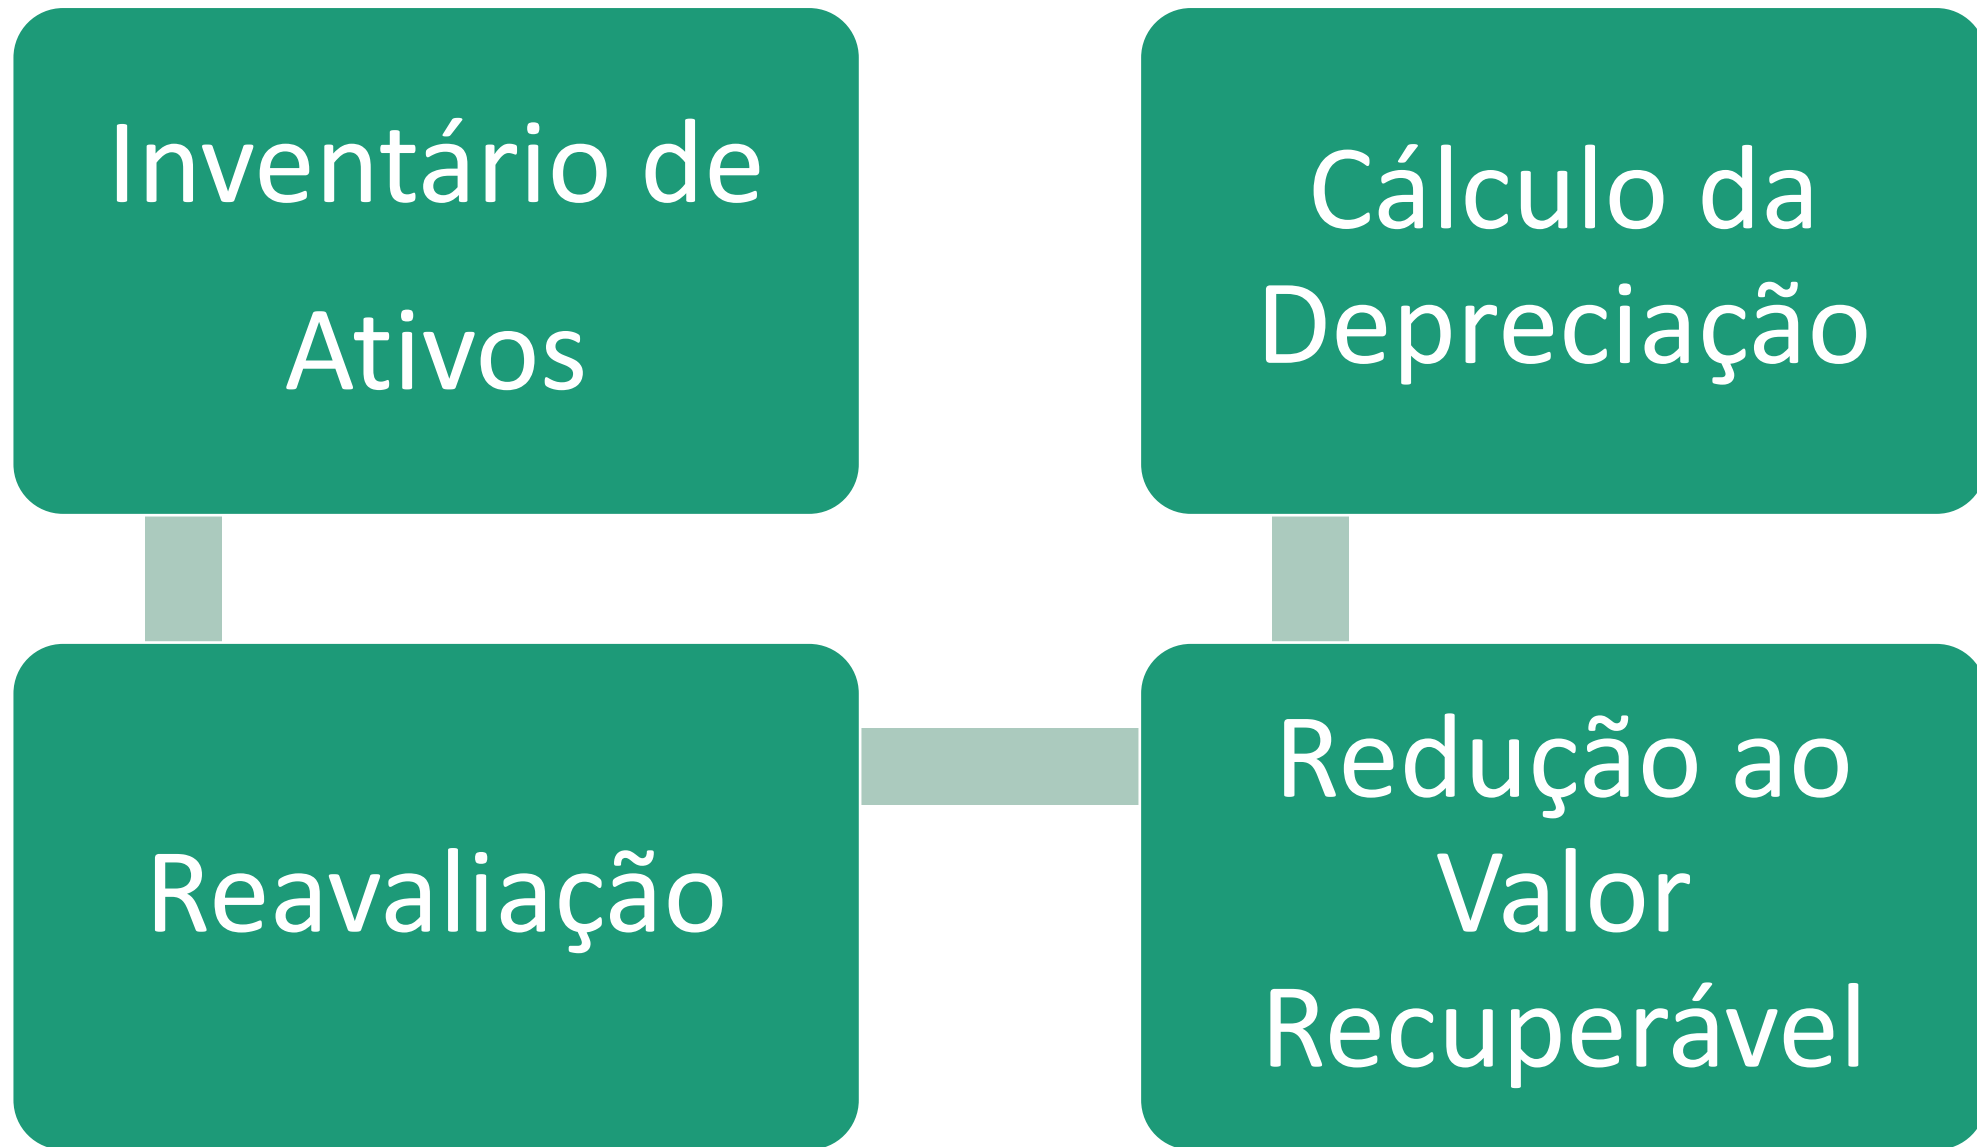 Inventário de
Ativos
Reavaliação
Redução ao
Valor
Recuperável
Cálculo da
Depreciação